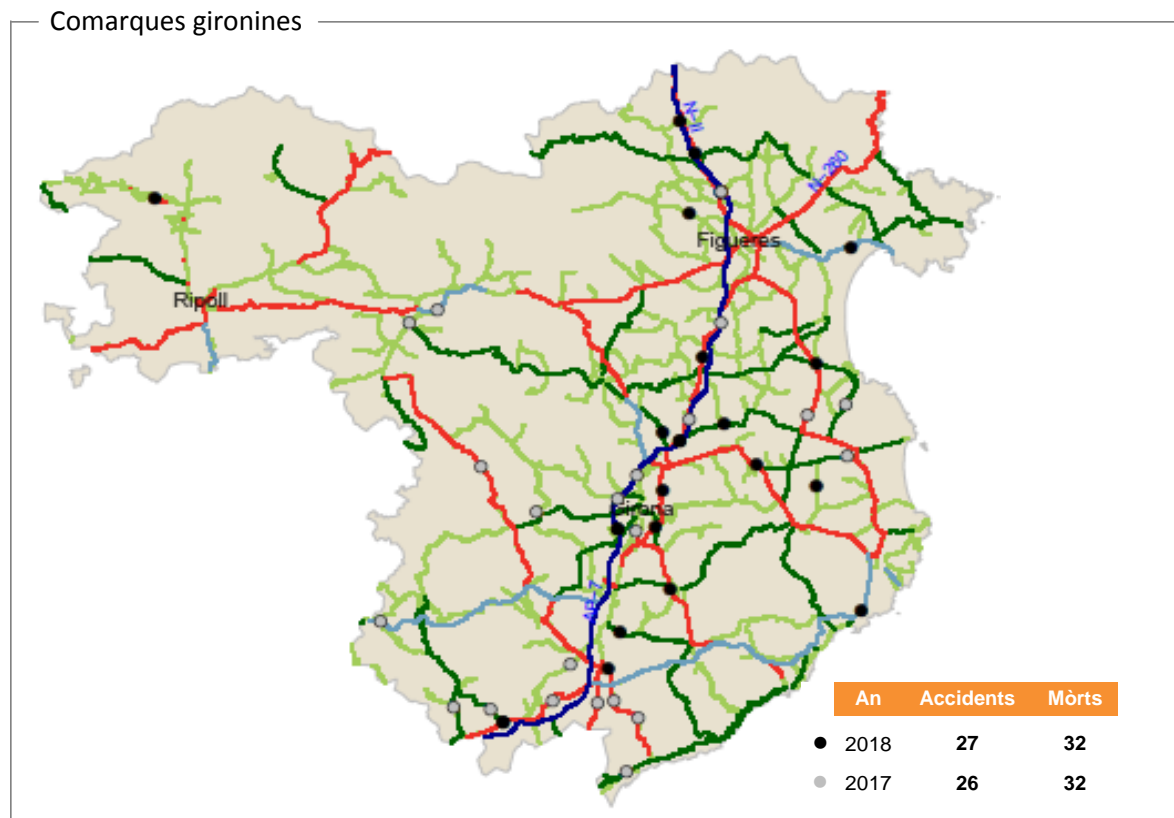 Comarques gironines
N-II
N-260
Figueres
Ripoll
Girona
AP-7
An Accidents Mòrts
2018 27 32
2017 26 32